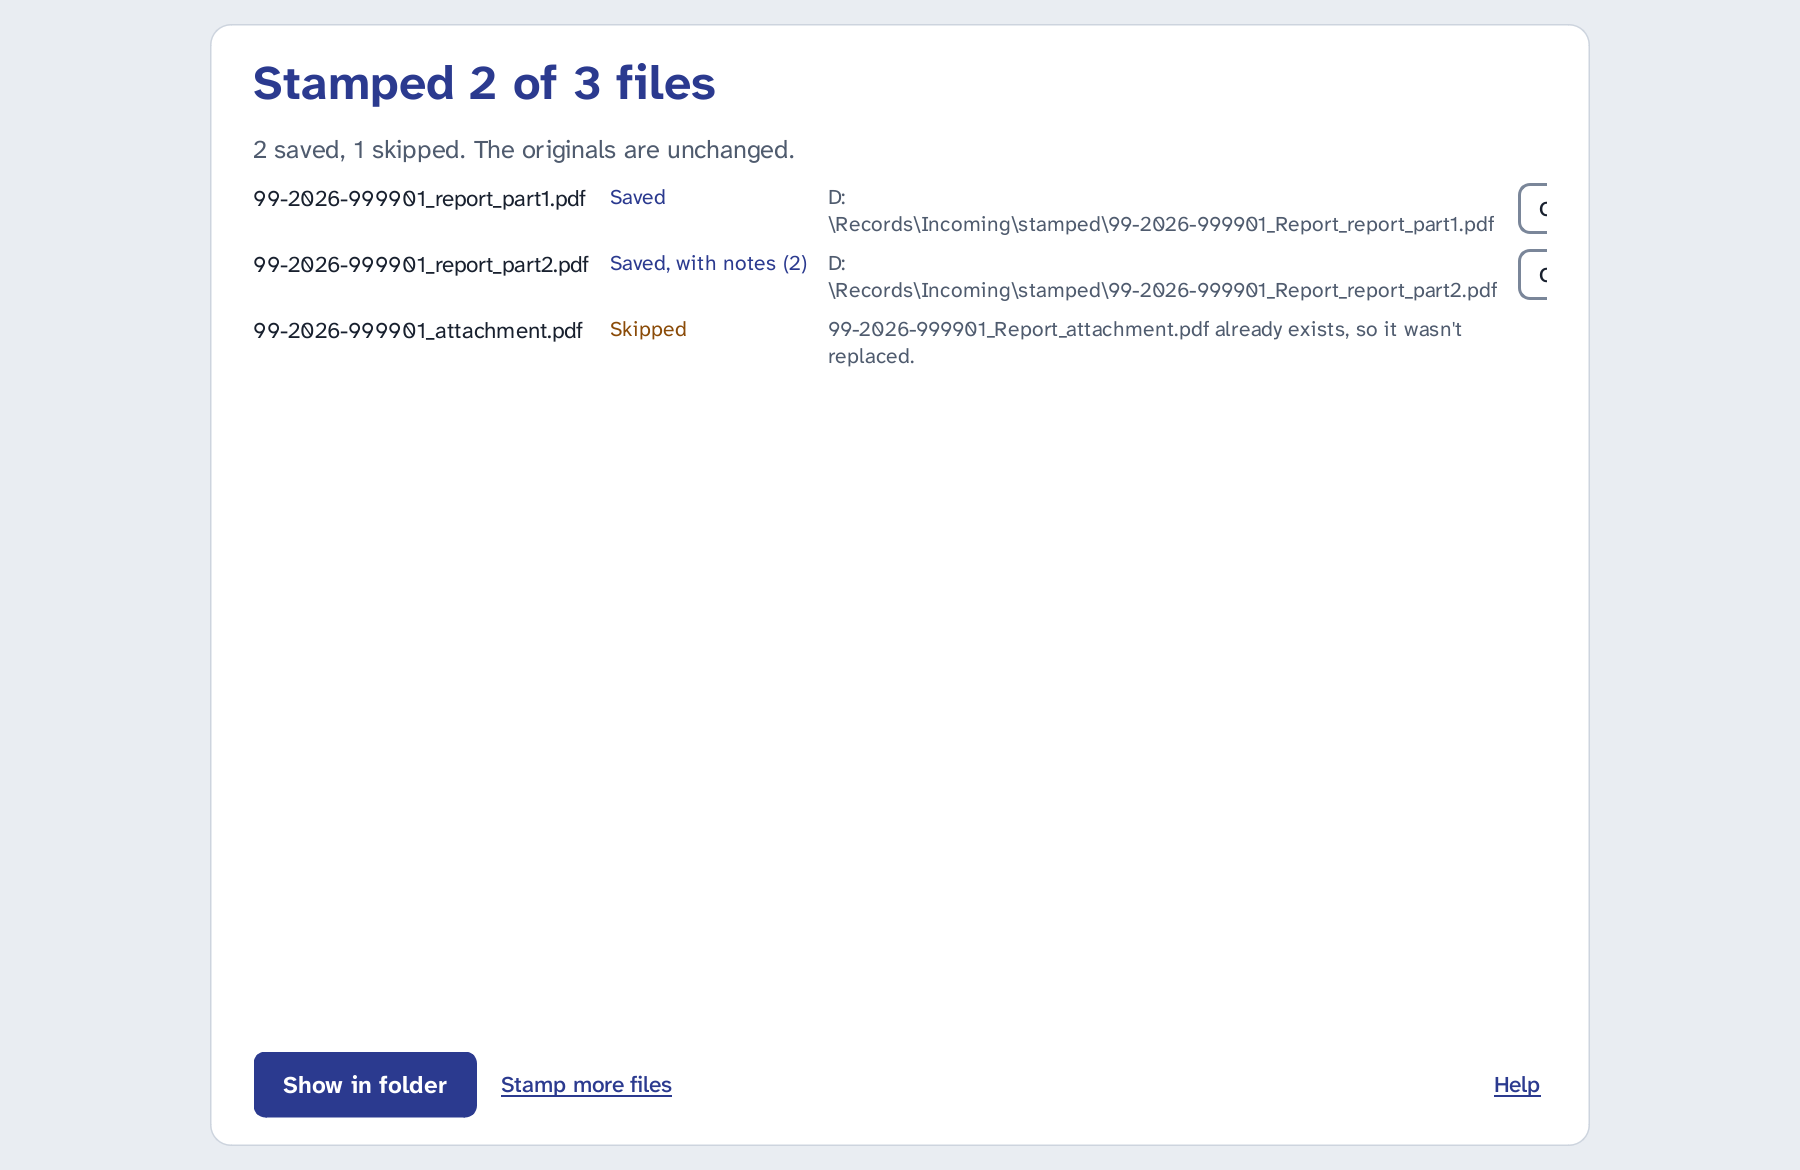 Stamped 2 of 3 files
2 saved, 1 skipped. The originals are unchanged.
99-2026-999901_report_part1.pdf Saved D:
\Records\Incoming\stamped\99-2026-999901_Report_report_part1.pdf
99-2026-999901_report_part2.pdf Saved, with notes (2) D:
\Records\Incoming\stamped\99-2026-999901_Report_report_part2.pdf
99-2026-999901_attachment.pdf Skipped 99-2026-999901_Report_attachment.pdf already exists, so it wasn't
replaced.
Show in folder Stamp more files Help